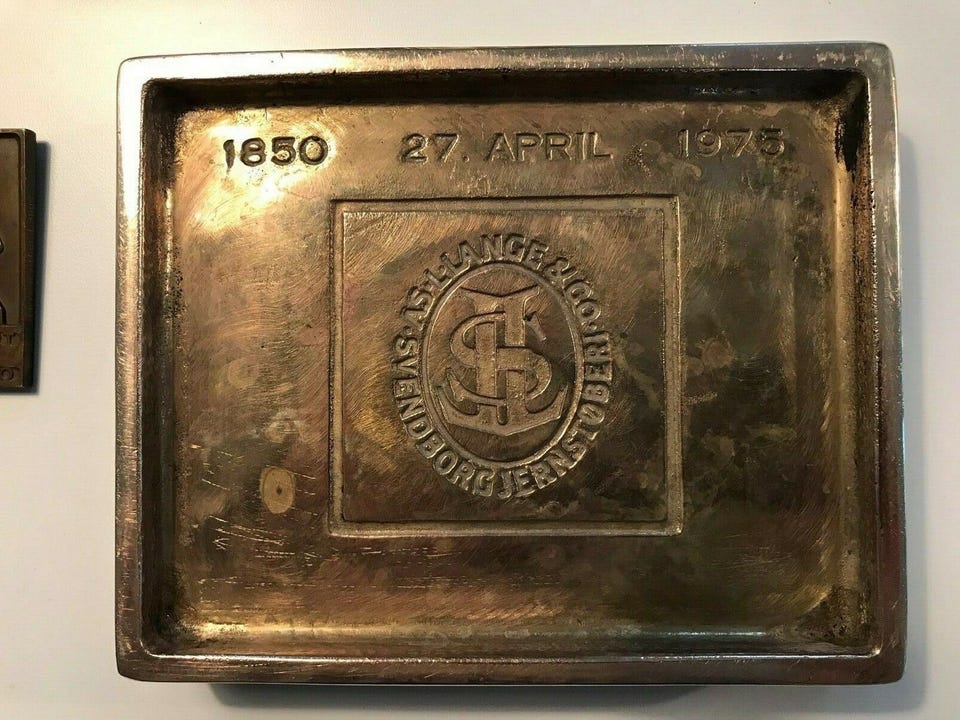 1850 27. APRIL 1975
L. LANGE & CO. JERNSTØBERI SVENDBORG